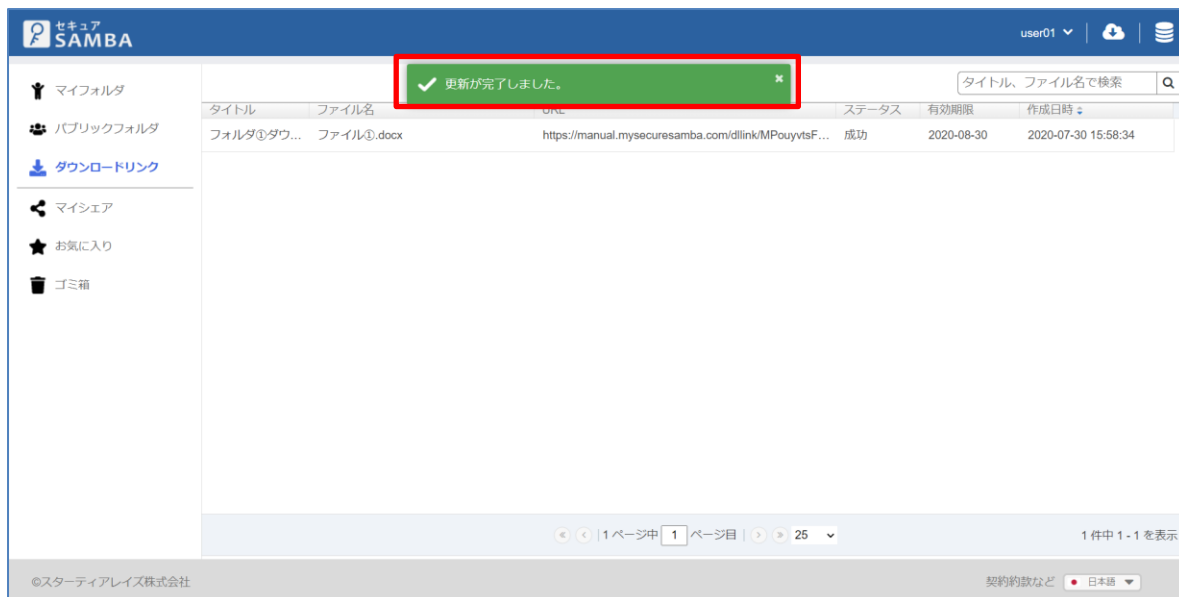 セキュア
SAMBA
user01
更新が完了しました。
タイトル、ファイル名で検索
マイフォルダ
パブリックフォルダ
ダウンロードリンク
マイシェア
お気に入り
ゴミ箱
タイトル ファイル名 URL ステータス 有効期限 作成日時
フォルダ①ダウ... ファイル①.docx https://manual.mysecuresamba.com/dllink/MPouyvtsF... 成功 2020-08-30 2020-07-30 15:58:34
1 ページ中 1 ページ目 25 1 件中 1 - 1 を表示
©スターティアレイズ株式会社 契約約款など 日本語